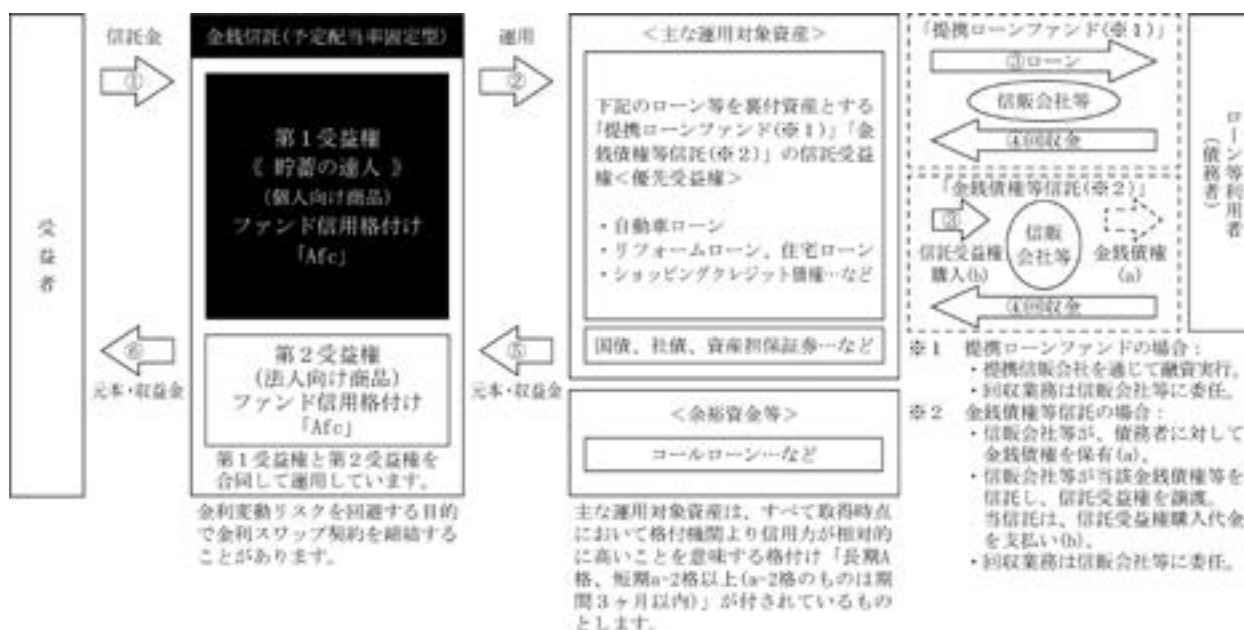 受益者
信託金
①
⑥
元本・収益金
金銭信託(予定配当率固定型)
第1受益権
《 貯蓄の達人 》
(個人向け商品)
ファンド信用格付け
「Afc」
第2受益権
(法人向け商品)
ファンド信用格付け
「Afc」
第1受益権と第2受益権を
合同して運用しています。
金利変動リスクを回避する目的
で金利スワップ契約を締結する
ことがあります。
運用
②
⑤
元本・収益金
<主な運用対象資産>
下記のローン等を裏付資産とする
「提携ローンファンド(※1)」「金
銭債権等信託(※2)」の信託受益
権<優先受益権>
・自動車ローン
・リフォームローン、住宅ローン
・ショッピングクレジット債権…など
国債、社債、資産担保証券…など
<余裕資金等>
コールローン…など
主な運用対象資産は、すべて取得時点
において格付機関より信用力が相対的
に高いことを意味する格付け「長期A
格、短期a-2格以上(a-2格のものは期
間3ヶ月以内)」が付されているもの
とします。
「提携ローンファンド(※1)」
③ローン
信販会社等
④回収金
「金銭債権等信託(※2)」
③
信託受益権
購入(b)
信販
会社等
金銭債権
(a)
④回収金
ローン等利用者
(債務者)
※1 提携ローンファンドの場合：
・提携信販会社を通じて融資実行。
・回収業務は信販会社等に委任。
※2 金銭債権等信託の場合：
・信販会社等が、債務者に対して
金銭債権を保有(a)。
・信販会社等が当該金銭債権等を
信託し、信託受益権を譲渡。
当信託は、信託受益権購入代金
を支払い(b)。
・回収業務は信販会社等に委任。